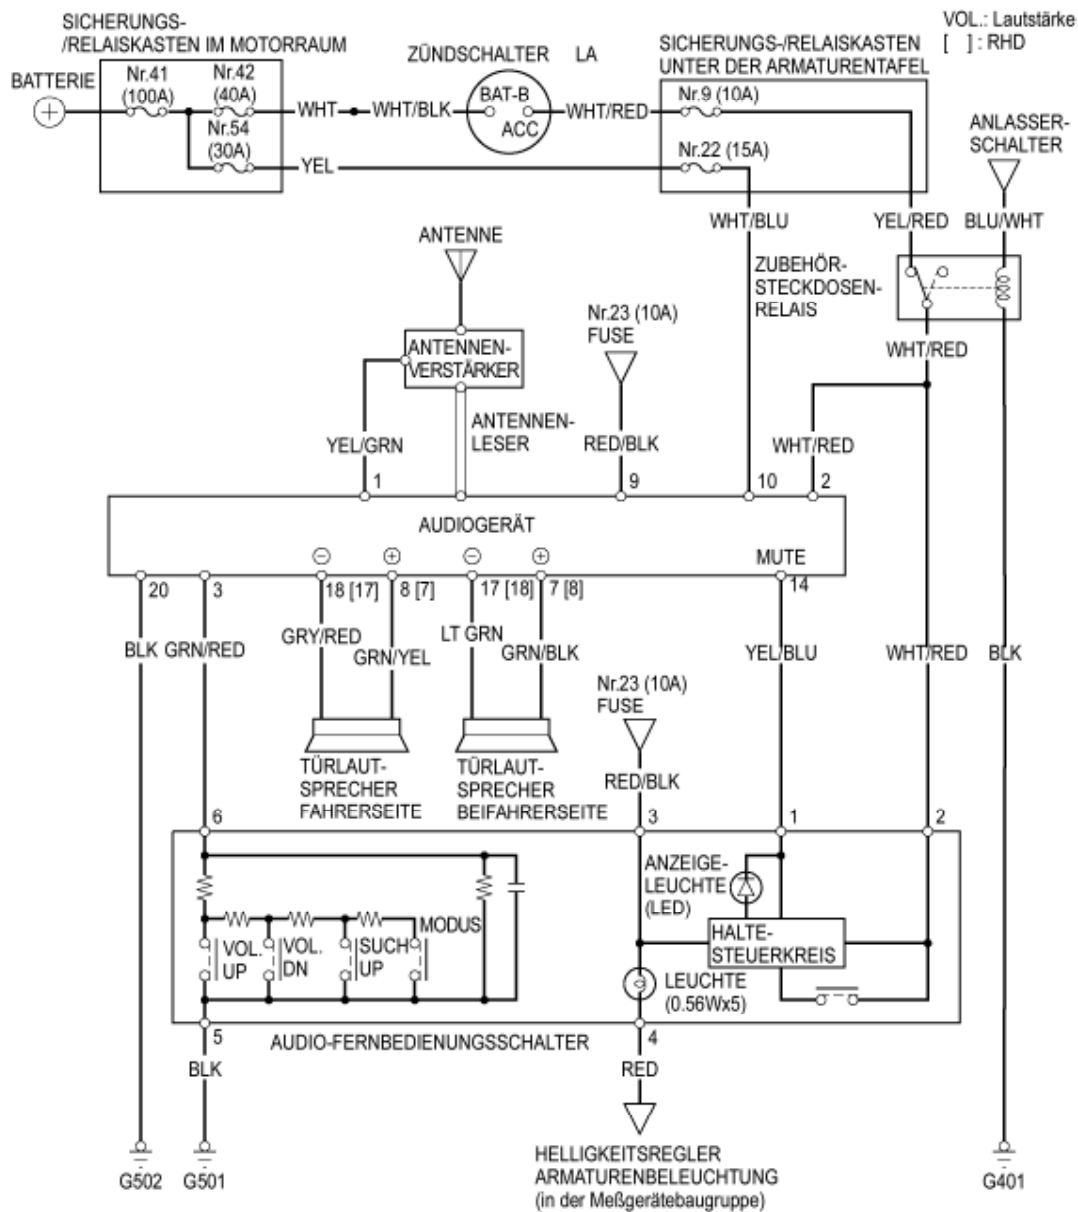 SICHERUNGS-
/RELAISKASTEN IM MOTORRAUM
VOL.: Lautstärke
[ ] : RHD
ZÜNDSCHALTER LA
SICHERUNGS-/RELAISKASTEN
UNTER DER ARMATURENTAFEL
BATTERIE
Nr.41
(100A)
Nr.42
(40A)
Nr.54
(30A)
WHT
WHT/BLK
BAT-B
ACC
WHT/RED
Nr.9 (10A)
Nr.22 (15A)
YEL
ANLASSER-
SCHALTER
WHT/BLU
YEL/RED
BLU/WHT
ANTENNE
ZUBEHÖR-
STECKDOSEN-
RELAIS
Nr.23 (10A)
FUSE
ANTENNEN-
VERSTÄRKER
WHT/RED
ANTENNEN-
LESER
YEL/GRN
RED/BLK
WHT/RED
1
9
10
2
AUDIOGERÄT
MUTE
20
3
18 [17]
8 [7]
17 [18]
7 [8]
14
BLK
GRN/RED
GRY/RED
GRN/YEL
LT GRN
GRN/BLK
YEL/BLU
WHT/RED
BLK
Nr.23 (10A)
FUSE
TÜRLAUT-
SPRECHER
FAHRERSEITE
TÜRLAUT-
SPRECHER
BEIFAHRERSEITE
RED/BLK
6
3
1
2
ANZEIGE-
LEUCHTE
(LED)
MODUS
VOL.
UP
VOL.
DN
SUCH
UP
HALTE-
STEUERKREIS
LEUCHTE
(0.56Wx5)
5
AUDIO-FERNBEDIENUNGSSCHALTER
4
BLK
RED
HELLIGKEITSREGLER
ARMATURENBELEUCHTUNG
(in der Meßgerätebaugruppe)
G502
G501
G401